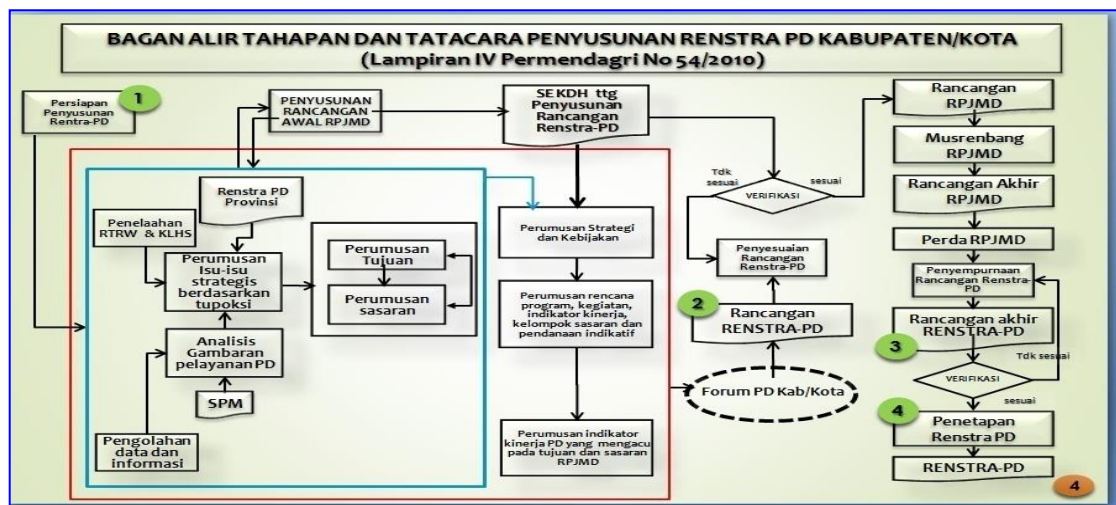 BAGAN ALIR TAHAPAN DAN TATACARA PENYUSUNAN RENSTRA PD KABUPATEN/KOTA
(Lampiran IV Permendagri No 54/2010)
Persiapan
Penyusunan
Rentra-PD
1
PENYUSUNAN
RANCANGAN
AWAL RPJMD
SE KDH ttg
Penyusunan
Rancangan
Renstra-PD
Renstra PD
Provinsi
Penelaahan
RTRW & KLHS
Perumusan
Isu-isu
strategis
berdasarkan
tupoksi
Perumusan
Tujuan
Perumusan
sasaran
Analisis
Gambaran
pelayanan PD
SPM
Pengolahan
data dan
informasi
Perumusan Strategi
dan Kebijakan
Perumusan rencana
program, kegiatan,
indikator kinerja,
kelompok sasaran dan
pendanaan indikatif
Perumusan indikator
kinerja PD yang mengacu
pada tujuan dan sasaran
RPJMD
Forum PD Kab/Kota
2
Rancangan
RENSTRA-PD
Penyesuaian
Rancangan
Renstra-PD
Tdk
sesuai
VERIFIKASI
sesuai
Rancangan
RPJMD
Musrenbang
RPJMD
Rancangan Akhir
RPJMD
Perda RPJMD
Penyempurnaan
Rancangan Renstra-
PD
Rancangan akhir
RENSTRA-PD
3
Tdk sesuai
VERIFIKASI
sesuai
4
Penetapan
Renstra PD
RENSTRA-PD
4